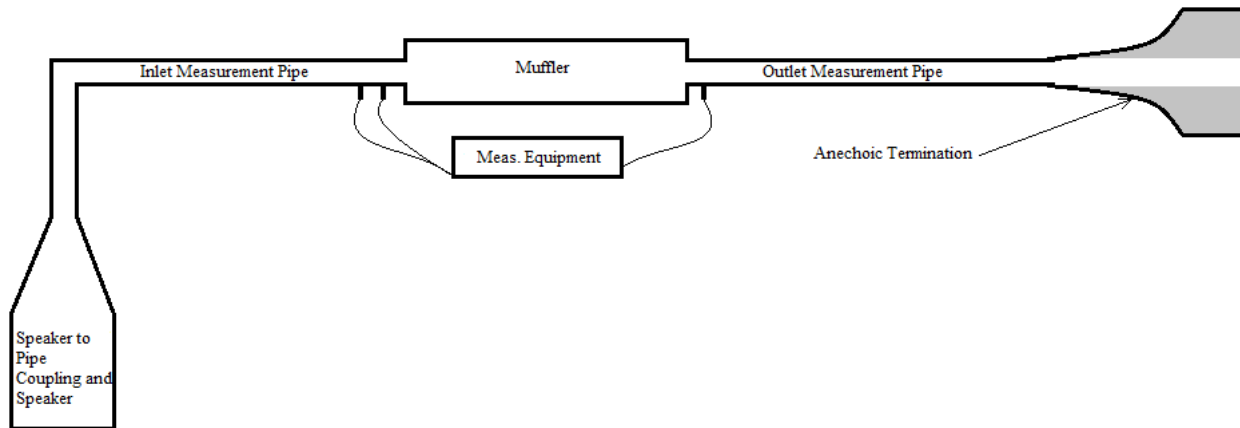 Inlet Measurement Pipe
Muffler
Outlet Measurement Pipe
Meas. Equipment
Anechoic Termination
Speaker to
Pipe
Coupling and
Speaker